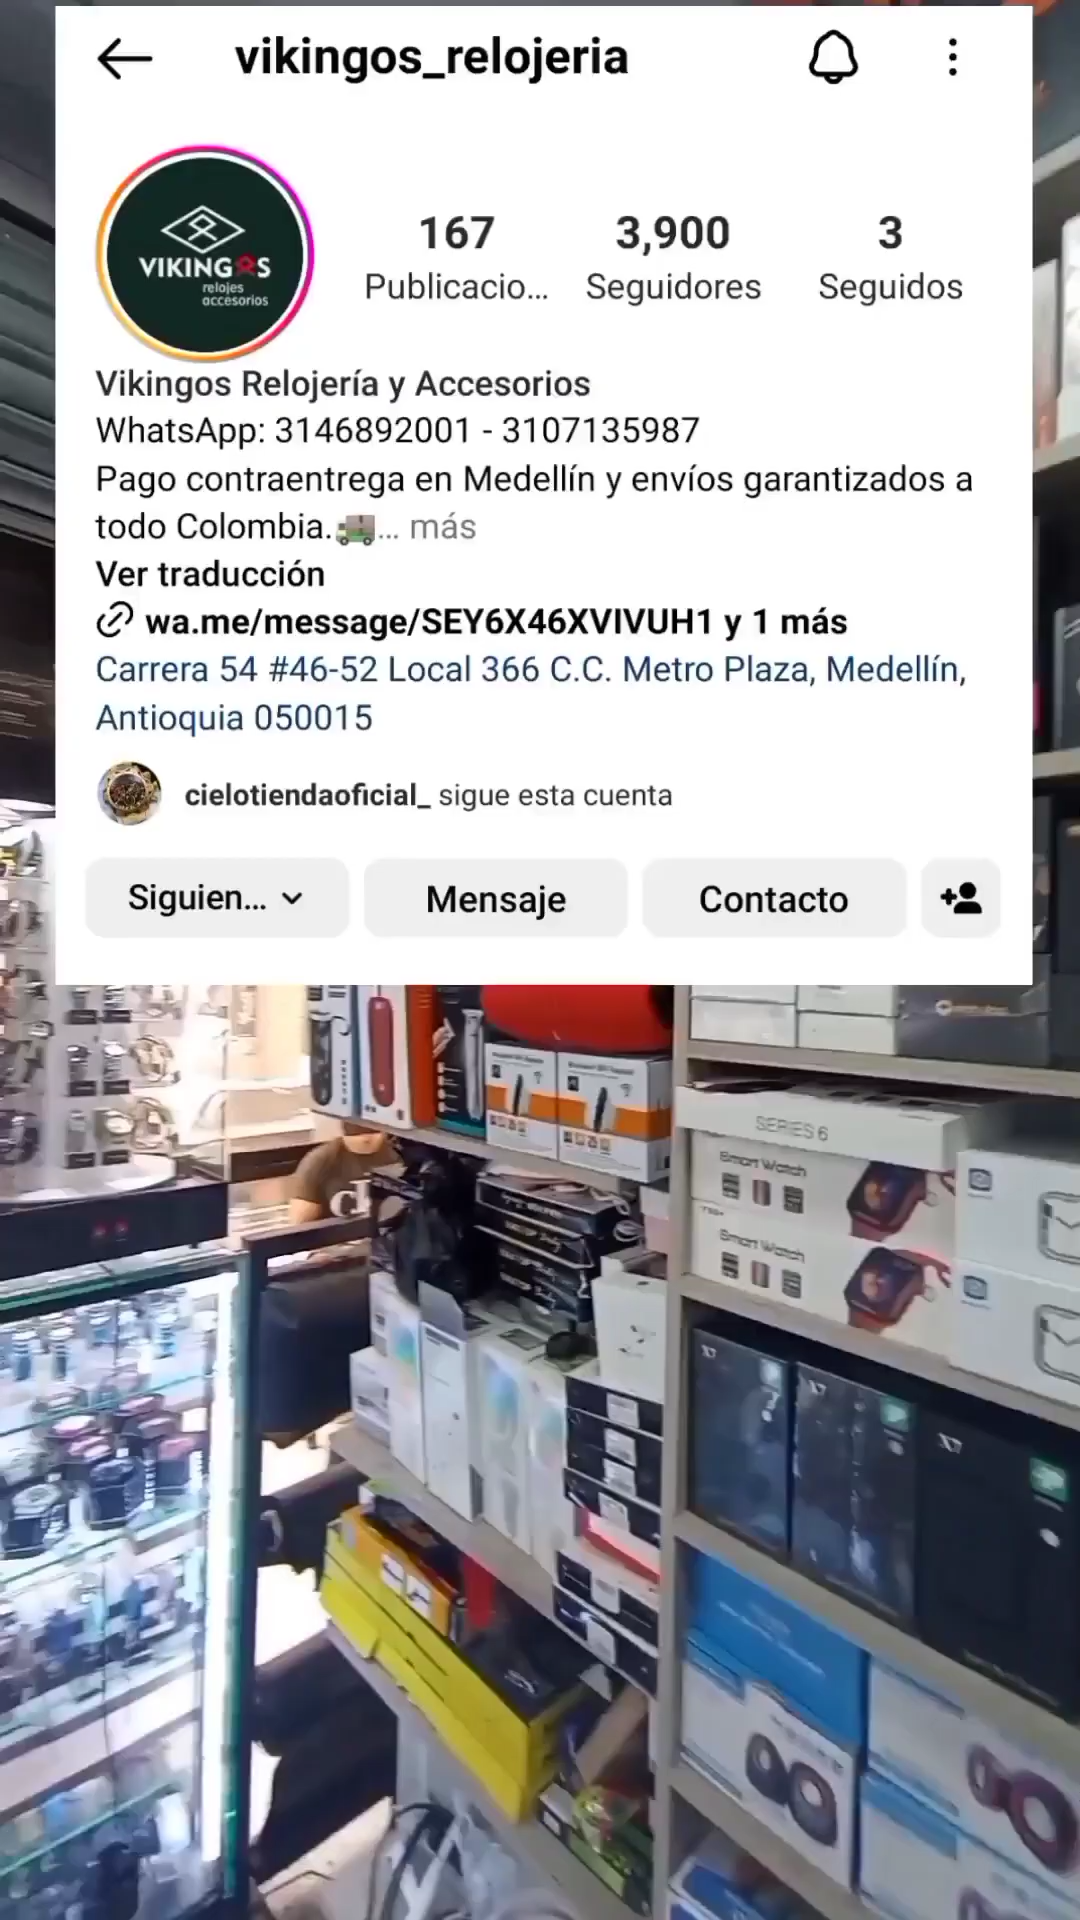 vikingos_relojeria
VIKINGOS
relojes
accesorios
167
Publicacio...
3,900
Seguidores
3
Seguidos
Vikingos Relojería y Accesorios
WhatsApp: 3146892001 - 3107135987
Pago contraentrega en Medellín y envíos garantizados a
todo Colombia.🚚... más
Ver traducción
wa.me/message/SEY6X46XVIVUH1 y 1 más
Carrera 54 #46-52 Local 366 C.C. Metro Plaza, Medellín,
Antioquia 050015
cielotiendaoficial_ sigue esta cuenta
Siguien...
Mensaje
Contacto
SERIES 6
Smart Watch
Smart Watch
X7
X7
X7